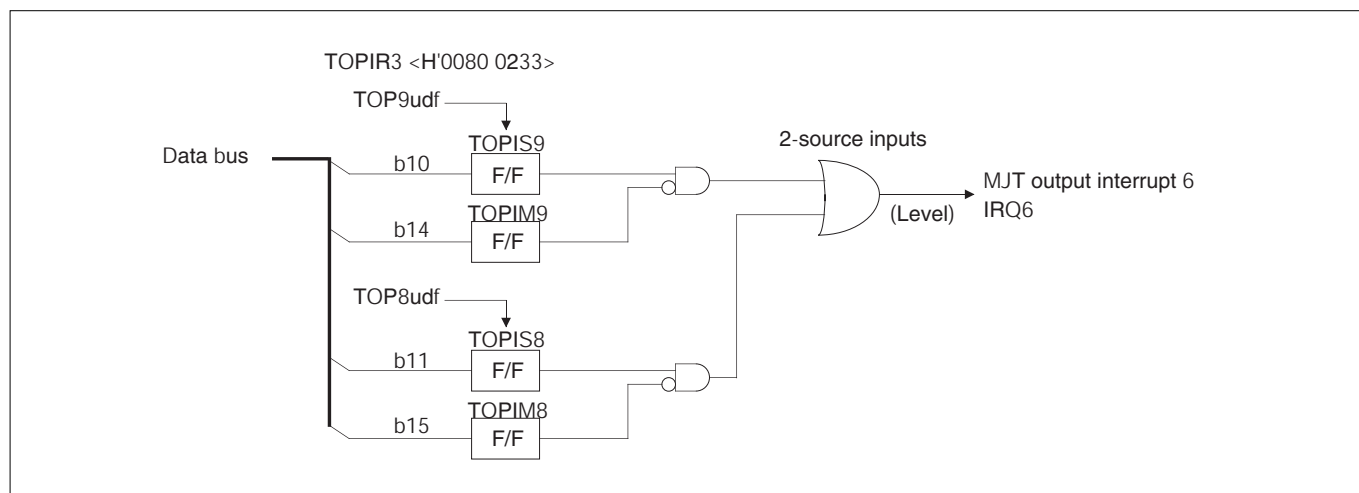 TOPIR3 <H'0080 0233>
TOP9udf
TOPIS9
2-source inputs
Data bus
b10
F/F
MJT output interrupt 6
TOPIM9
(Level)
IRQ6
b14
F/F
TOP8udf
TOPIS8
b11
F/F
TOPIM8
b15
F/F